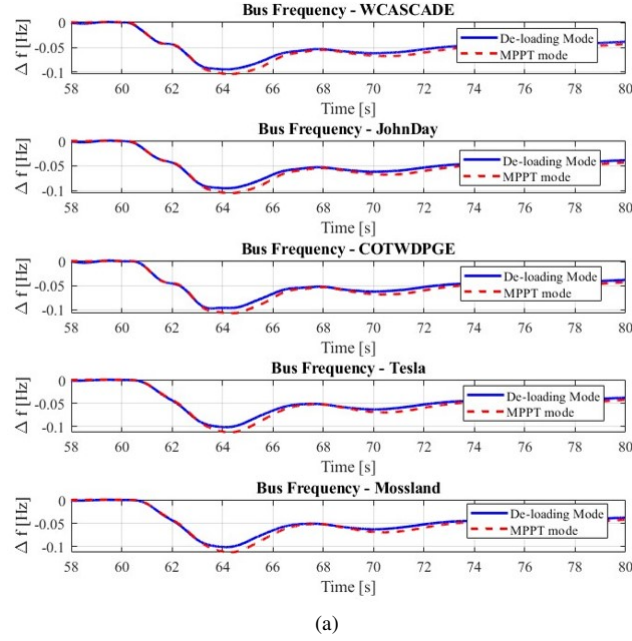 Bus Frequency - WCASCADE
Δ f [Hz]
0
-0.05
-0.1
De-loading Mode
MPPT mode
58 60 62 64 66 68 70 72 74 76 78 80
Time [s]
Bus Frequency - JohnDay
Δ f [Hz]
0
-0.05
-0.1
De-loading Mode
MPPT mode
58 60 62 64 66 68 70 72 74 76 78 80
Time [s]
Bus Frequency - COTWDPGE
Δ f [Hz]
0
-0.05
-0.1
De-loading Mode
MPPT mode
58 60 62 64 66 68 70 72 74 76 78 80
Time [s]
Bus Frequency - Tesla
Δ f [Hz]
0
-0.05
-0.1
De-loading Mode
MPPT mode
58 60 62 64 66 68 70 72 74 76 78 80
Time [s]
Bus Frequency - Mossland
Δ f [Hz]
0
-0.05
-0.1
De-loading Mode
MPPT mode
58 60 62 64 66 68 70 72 74 76 78 80
Time [s]
(a)